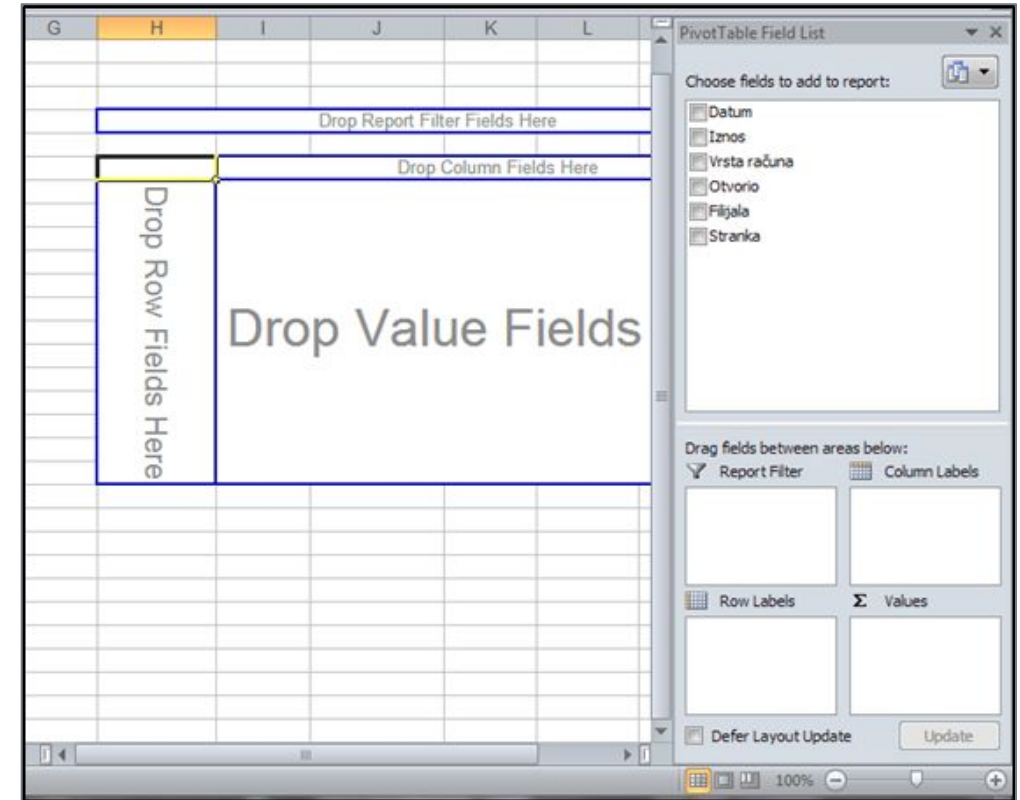 G H I J K L
Drop Report Filter Fields Here
Drop Column Fields Here
Drop Row Fields Here
Drop Value Fields
PivotTable Field List
Choose fields to add to report:
Datum
Iznos
Vrsta računa
Otvorio
Filijala
Stranka
Drag fields between areas below:
Report Filter
Column Labels
Row Labels
Σ Values
Defer Layout Update
Update
100%